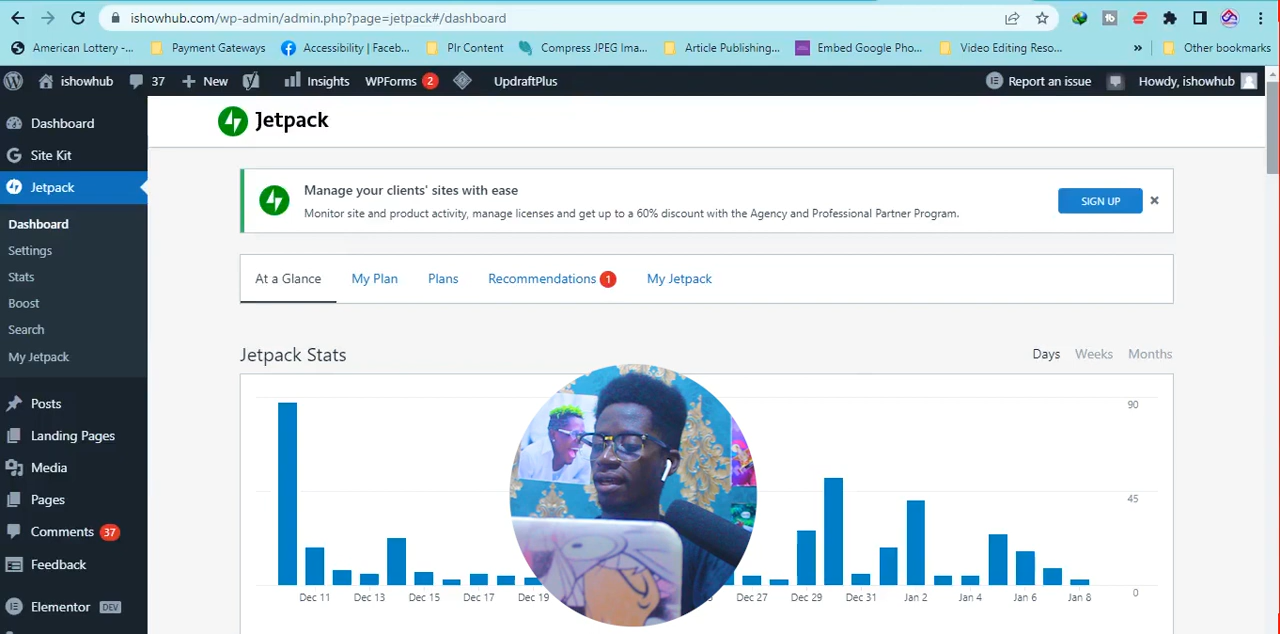 ishowhub.com/wp-admin/admin.php?page=jetpack#/dashboard
American Lottery -... Payment Gateways Accessibility | Faceb... Plr Content Compress JPEG Ima... Article Publishing... Embed Google Pho... Video Editing Reso... » Other bookmarks
ishowhub 37 + New Insights WPForms 2 UpdraftPlus Report an issue Howdy, ishowhub
Dashboard
Site Kit
Jetpack
Dashboard
Settings
Stats
Boost
Search
My Jetpack
Posts
Landing Pages
Media
Pages
Comments 37
Feedback
Elementor DEV
Jetpack
Manage your clients' sites with ease
Monitor site and product activity, manage licenses and get up to a 60% discount with the Agency and Professional Partner Program.
SIGN UP ×
At a Glance My Plan Plans Recommendations 1 My Jetpack
Jetpack Stats Days Weeks Months
90
45
0
Dec 11 Dec 13 Dec 15 Dec 17 Dec 19 Dec 27 Dec 29 Dec 31 Jan 2 Jan 4 Jan 6 Jan 8